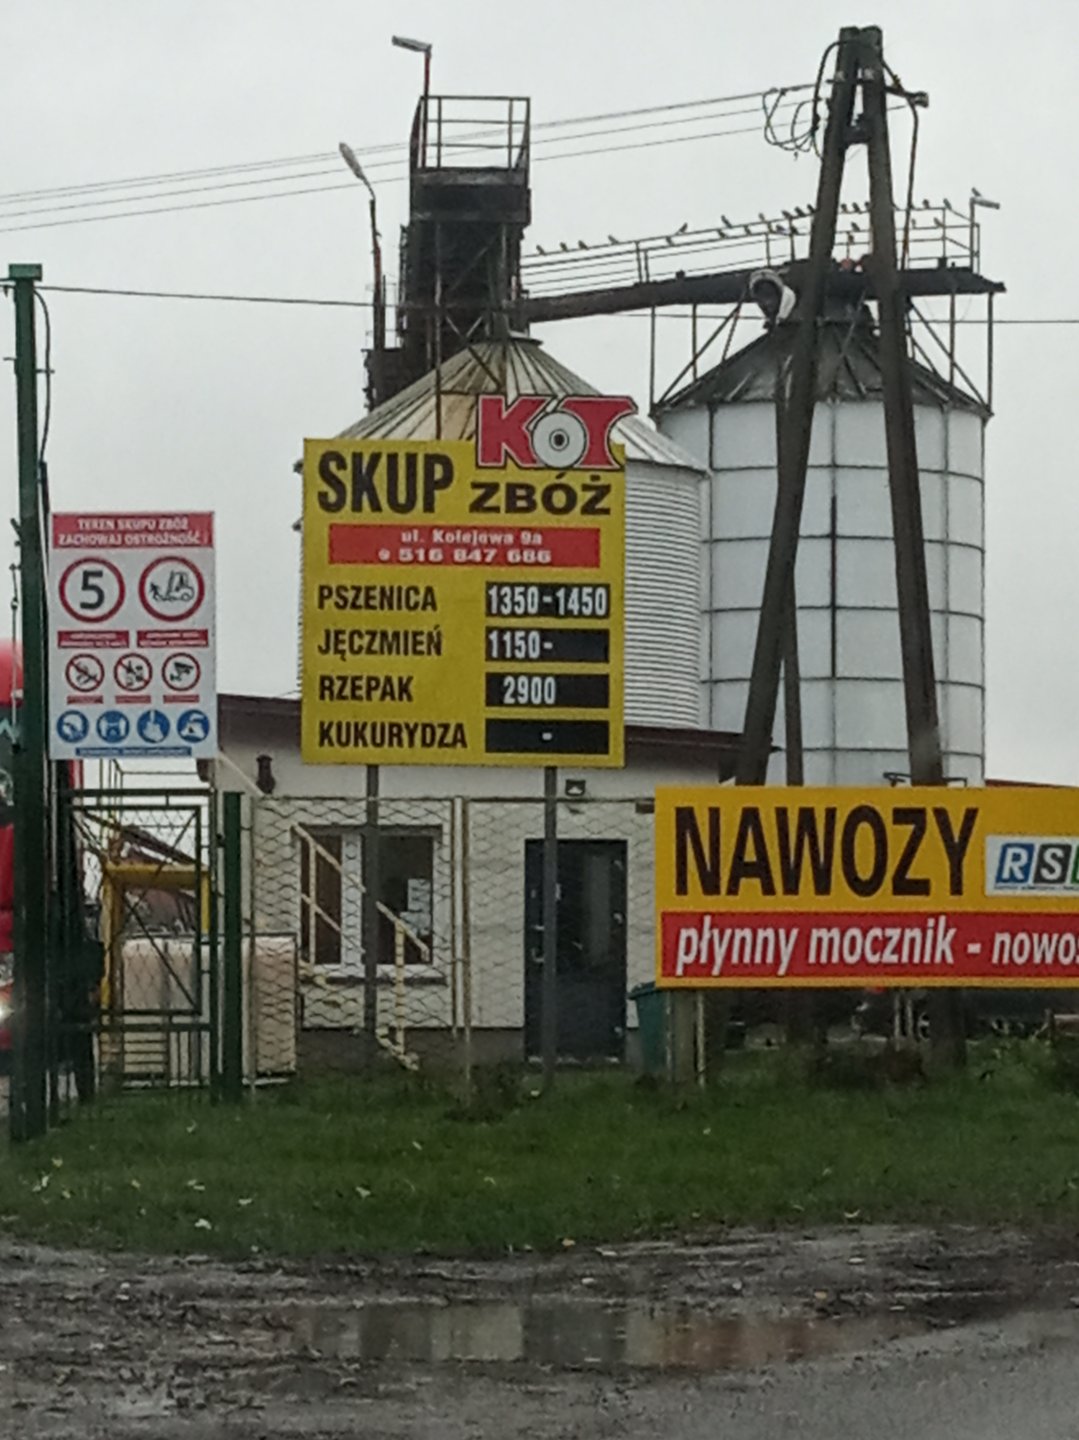 TEREN SKUPU ZBÓŻ
ZACHOWAJ OSTROŻNOŚĆ !
5
KOT
SKUP ZBÓŻ
ul. Kolejowa 9a
516 847 686
PSZENICA 1350-1450
JĘCZMIEŃ 1150-
RZEPAK 2900
KUKURYDZA -
NAWOZY
RS
płynny mocznik - nowo